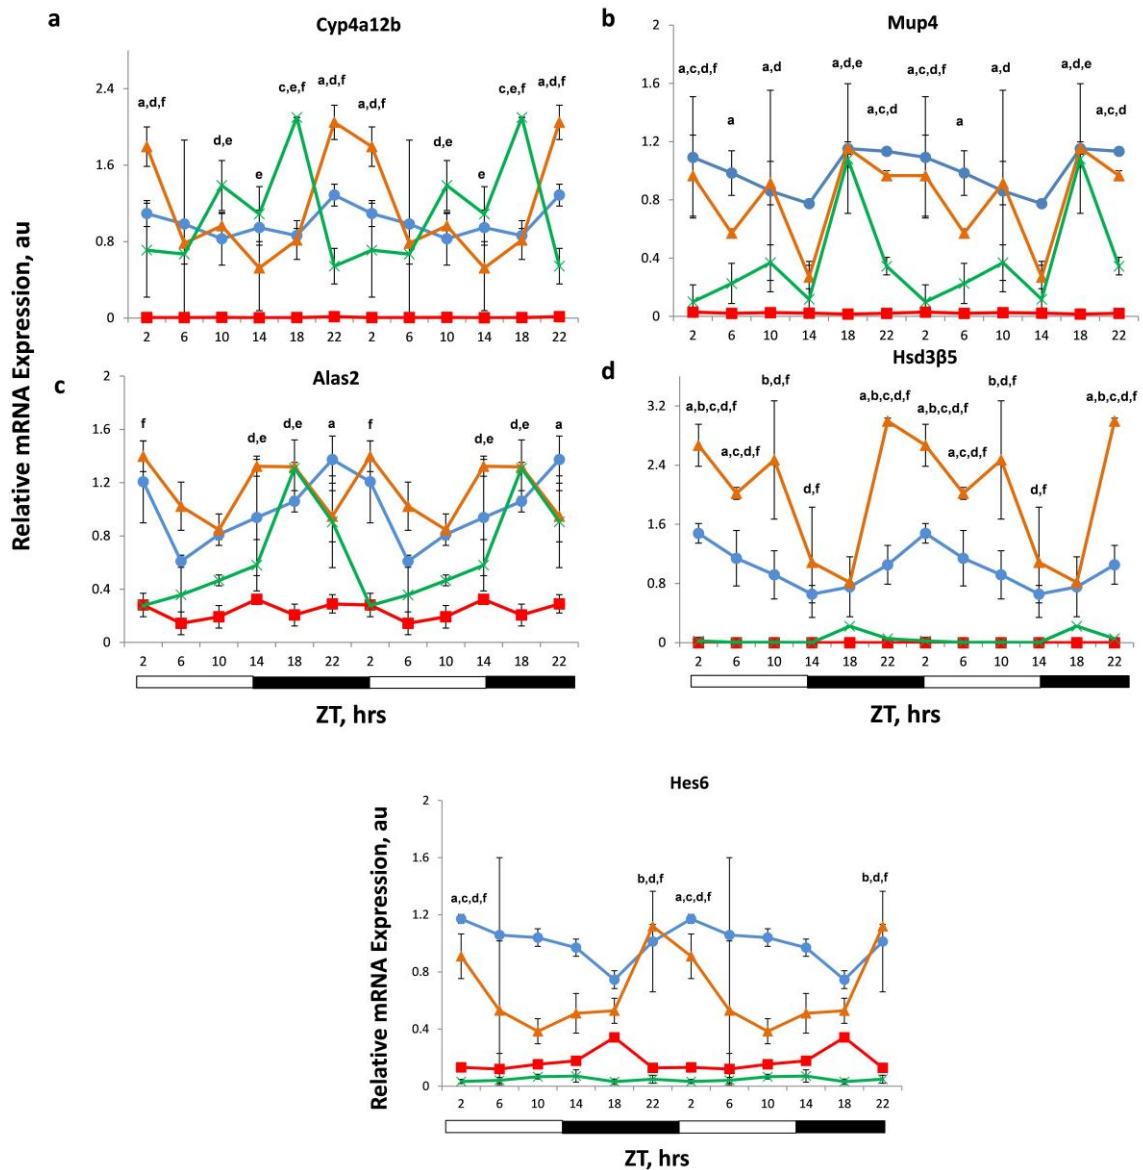 a
Cyp4a12b
b
Mup4
Relative mRNA Expression, au
2.4
1.6
0.8
0
a,d,f
d,e
e
c,e,f
a,d,f
a,d,f
d,e
e
c,e,f
a,d,f
2 6 10 14 18 22 2 6 10 14 18 22
2
1.6
1.2
0.8
0.4
0
a,c,d,f
a
a,d
a,d,e
a,c,d
a,c,d,f
a
a,d
a,d,e
a,c,d
2 6 10 14 18 22 2 6 10 14 18 22
c
Alas2
d
Hsd3β5
2
1.6
1.2
0.8
0.4
0
f
d,e
d,e
a
f
d,e
d,e
a
2 6 10 14 18 22 2 6 10 14 18 22
ZT, hrs
3.2
2.4
1.6
0.8
0
a,b,c,d,f
a,c,d,f
b,d,f
d,f
a,b,c,d,f
a,b,c,d,f
a,c,d,f
b,d,f
d,f
a,b,c,d,f
2 6 10 14 18 22 2 6 10 14 18 22
ZT, hrs
Hes6
Relative mRNA Expression, au
2
1.6
1.2
0.8
0.4
0
a,c,d,f
b,d,f
a,c,d,f
b,d,f
2 6 10 14 18 22 2 6 10 14 18 22
ZT, hrs